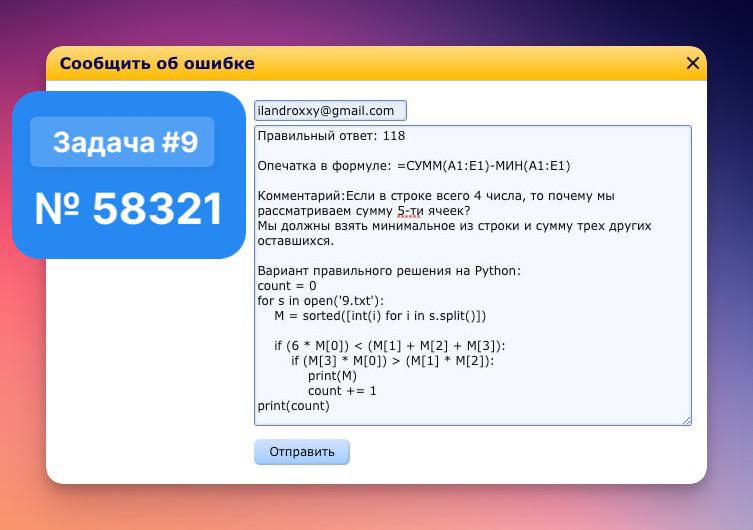 Сообщить об ошибке
Задача #9
№ 58321
ilandroxxy@gmail.com
Правильный ответ: 118
Опечатка в формуле: =СУММ(A1:E1)-МИН(A1:E1)
Комментарий:Если в строке всего 4 числа, то почему мы
рассматриваем сумму 5-ти ячеек?
Мы должны взять минимальное из строки и сумму трех других
оставшихся.
Вариант правильного решения на Python:
count = 0
for s in open('9.txt'):
    M = sorted([int(i) for i in s.split()])
    if (6 * M[0]) < (M[1] + M[2] + M[3]):
        if (M[3] * M[0]) > (M[1] * M[2]):
            print(M)
            count += 1
print(count)
Отправить